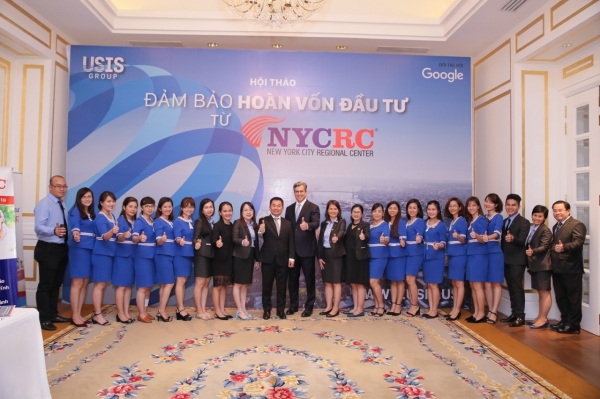 USIS
GROUP
HỘI THẢO
Google
ĐẢM BẢO HOÀN VỐN ĐẦU TƯ
TỪ
NYCRC
NEW YORK CITY REGIONAL CENTER